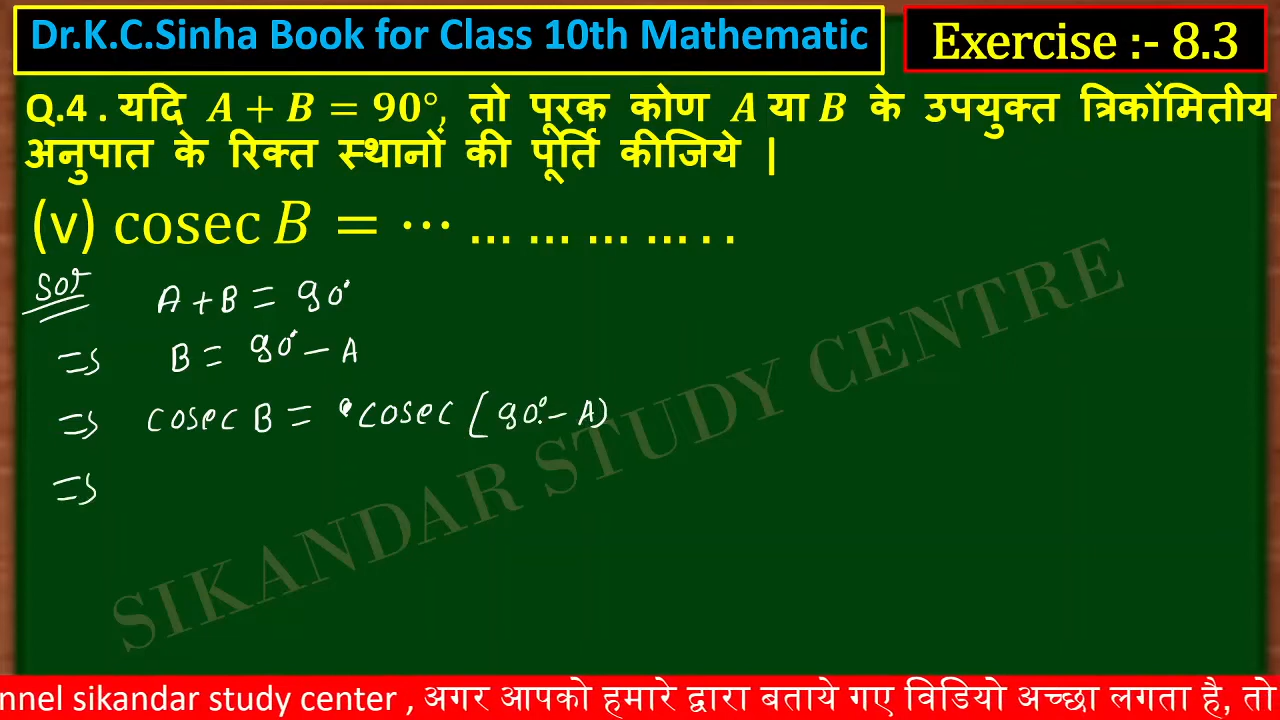 Dr.K.C.Sinha Book for Class 10th Mathematic
Exercise :- 8.3
Q.4 . यदि A + B = 90°, तो पूरक कोण A या B के उपयुक्त त्रिकोंमितीय
अनुपात के रिक्त स्थानों की पूर्ति कीजिये |
(v) cosec B = ⋯ … … … … . .
Sol
A + B = 90°
=> B = 90° - A
=> cosec B = cosec (90° - A)
=>
SIKANDAR STUDY CENTRE
nnel sikandar study center , अगर आपको हमारे द्वारा बताये गए विडियो अच्छा लगता है, तो